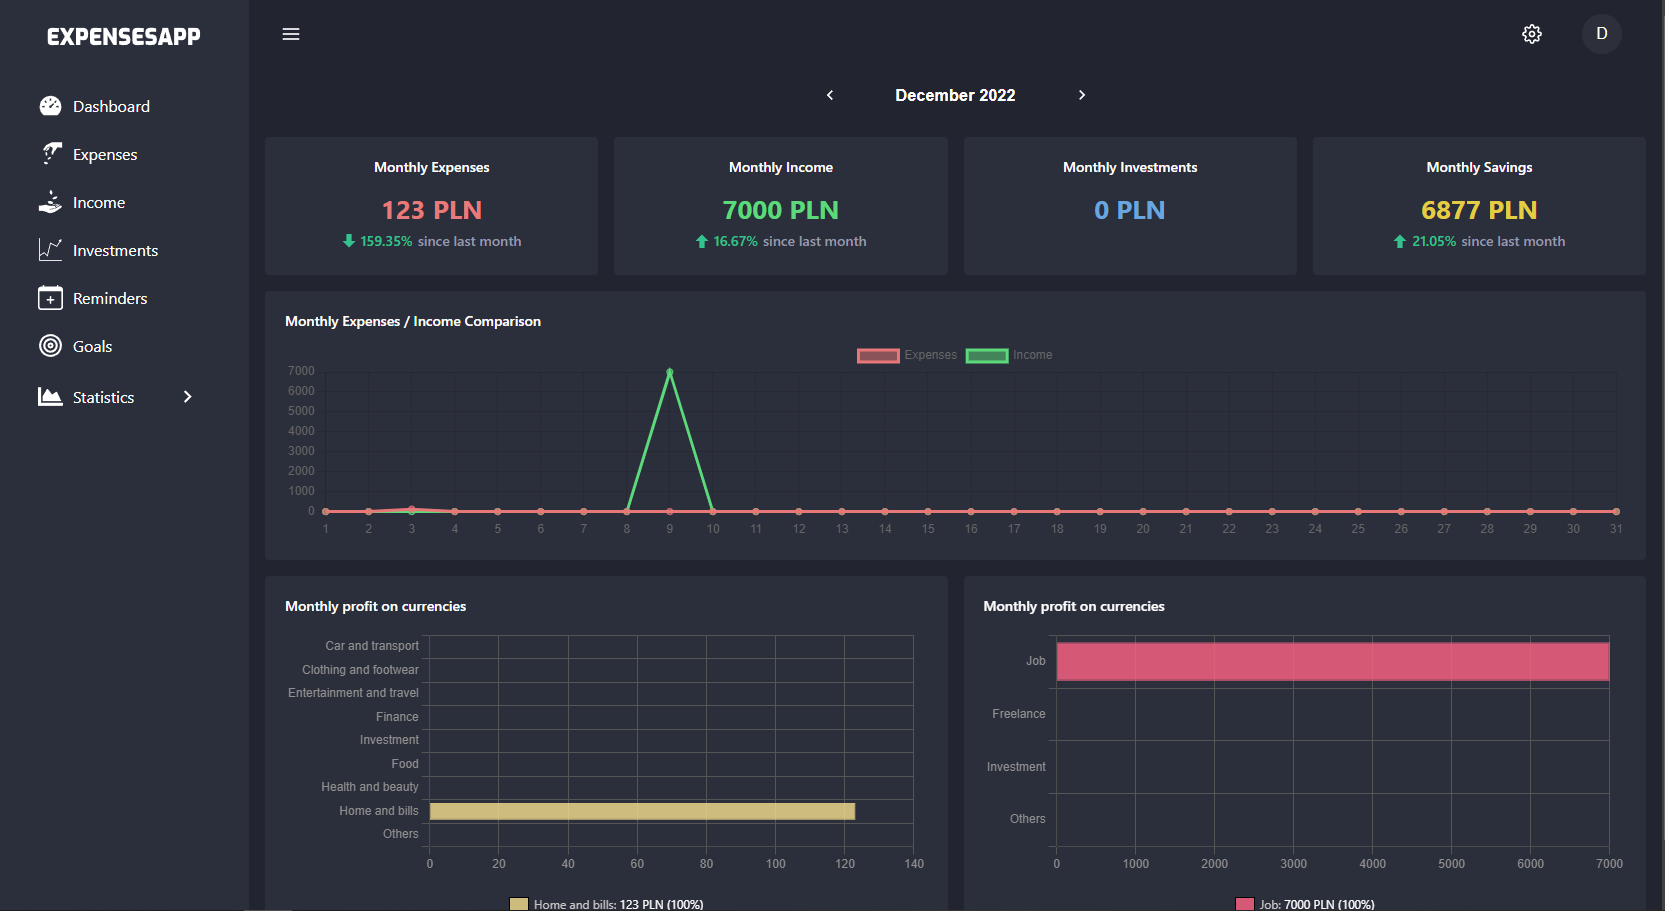 EXPENSESAPP
D
Dashboard
Expenses
Income
Investments
Reminders
Goals
Statistics
December 2022
Monthly Expenses
123 PLN
159.35% since last month
Monthly Income
7000 PLN
16.67% since last month
Monthly Investments
0 PLN
Monthly Savings
6877 PLN
21.05% since last month
Monthly Expenses / Income Comparison
Expenses Income
7000
6000
5000
4000
3000
2000
1000
0
1 2 3 4 5 6 7 8 9 10 11 12 13 14 15 16 17 18 19 20 21 22 23 24 25 26 27 28 29 30 31
Monthly profit on currencies
Car and transport
Clothing and footwear
Entertainment and travel
Finance
Investment
Food
Health and beauty
Home and bills
Others
0 20 40 60 80 100 120 140
Home and bills: 123 PLN (100%)
Monthly profit on currencies
Job
Freelance
Investment
Others
0 1000 2000 3000 4000 5000 6000 7000
Job: 7000 PLN (100%)